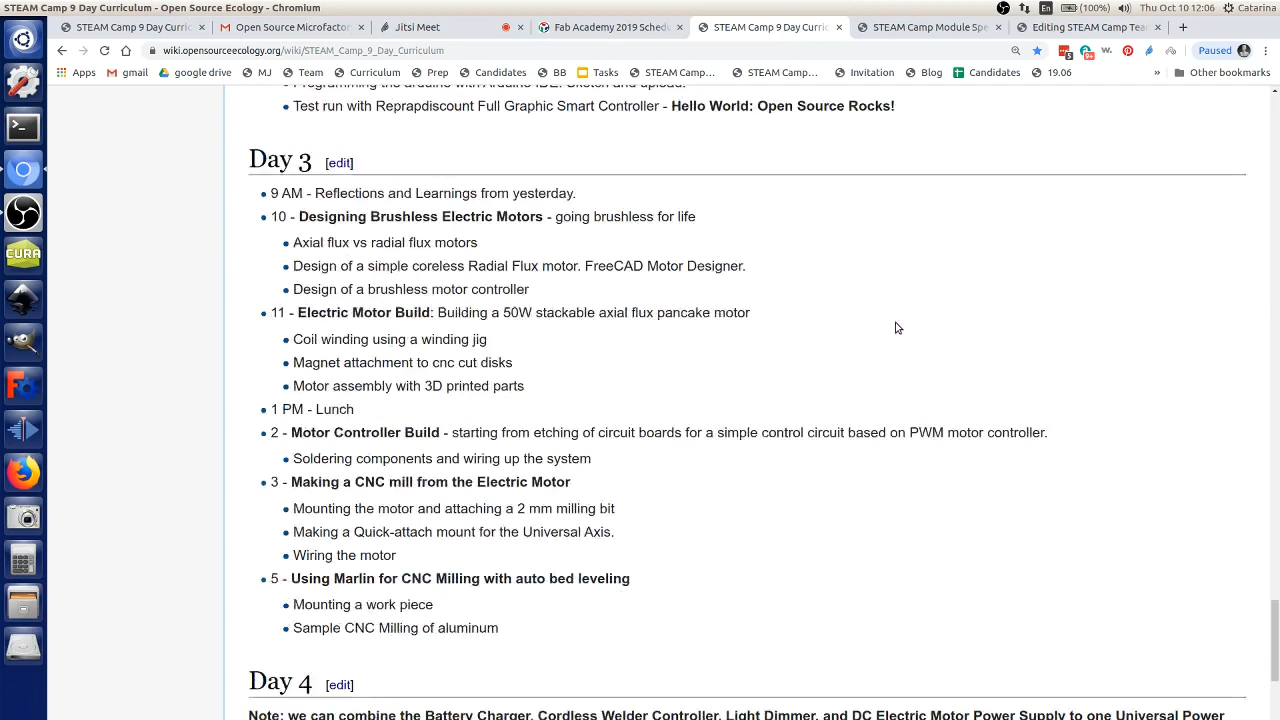 STEAM Camp 9 Day Curriculum - Open Source Ecology - Chromium
En (100%) Thu Oct 10 12:06 Catarina
STEAM Camp 9 Day Curric Open Source Microfactor Jitsi Meet Fab Academy 2019 Schedu STEAM Camp 9 Day Curric STEAM Camp Module Spe Editing STEAM Camp Tea
wiki.opensourceecology.org/wiki/STEAM_Camp_9_Day_Curriculum Paused
Apps gmail google drive MJ Team Curriculum Prep Candidates BB Tasks STEAM Camp... STEAM Camp... Invitation Blog Candidates 19.06 » Other bookmarks
Programming the arduino with Arduino IDE. Sketch and upload.
Test run with Reprapdiscount Full Graphic Smart Controller - Hello World: Open Source Rocks!
Day 3 [edit]
9 AM - Reflections and Learnings from yesterday.
10 - Designing Brushless Electric Motors - going brushless for life
Axial flux vs radial flux motors
Design of a simple coreless Radial Flux motor. FreeCAD Motor Designer.
Design of a brushless motor controller
11 - Electric Motor Build: Building a 50W stackable axial flux pancake motor
Coil winding using a winding jig
Magnet attachment to cnc cut disks
Motor assembly with 3D printed parts
1 PM - Lunch
2 - Motor Controller Build - starting from etching of circuit boards for a simple control circuit based on PWM motor controller.
Soldering components and wiring up the system
3 - Making a CNC mill from the Electric Motor
Mounting the motor and attaching a 2 mm milling bit
Making a Quick-attach mount for the Universal Axis.
Wiring the motor
5 - Using Marlin for CNC Milling with auto bed leveling
Mounting a work piece
Sample CNC Milling of aluminum
Day 4 [edit]
Note: we can combine the Battery Charger, Cordless Welder Controller, Light Dimmer, and DC Electric Motor Power Supply to one Universal Power
CURA